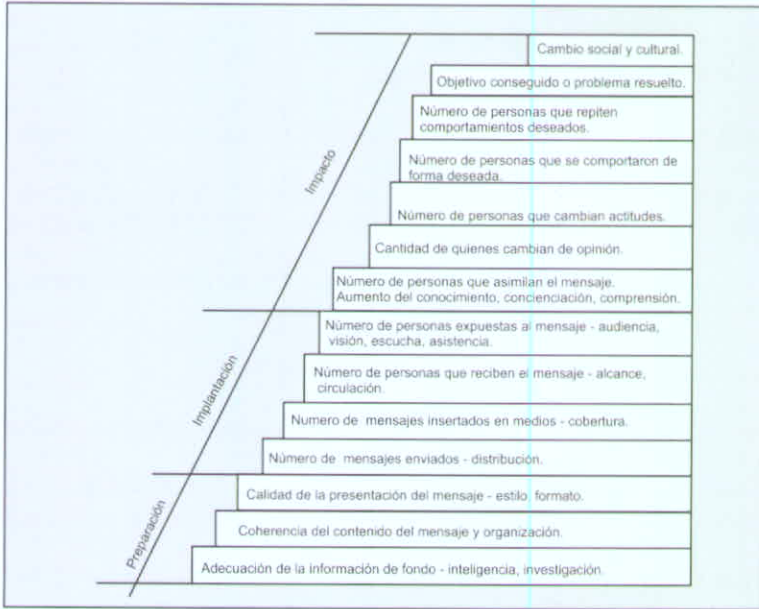 Cambio social y cultural.
Objetivo conseguido o problema resuelto.
Número de personas que repiten
comportamientos deseados.
Número de personas que se comportaron de
forma deseada.
Número de personas que cambian actitudes.
Cantidad de quienes cambian de opinión.
Número de personas que asimilan el mensaje.
Aumento del conocimiento, concienciación, comprensión.
Impacto
Número de personas expuestas al mensaje - audiencia,
visión, escucha, asistencia.
Número de personas que reciben el mensaje - alcance,
circulación.
Numero de mensajes insertados en medios - cobertura.
Número de mensajes enviados - distribución.
Implantación
Calidad de la presentación del mensaje - estilo, formato.
Coherencia del contenido del mensaje y organización.
Adecuación de la información de fondo - inteligencia, investigación.
Preparación